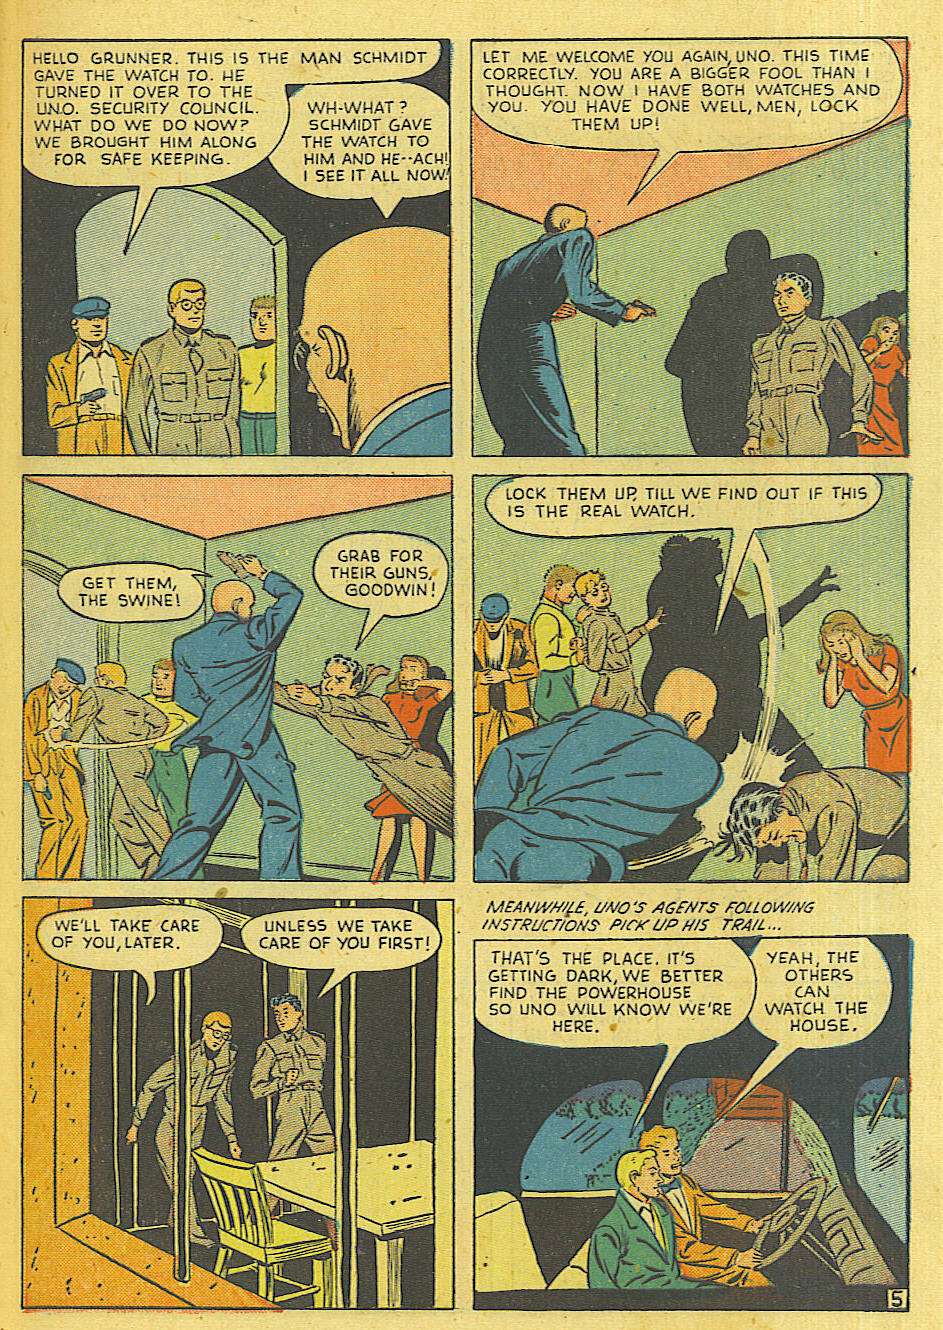 HELLO GRUNNER. THIS IS THE MAN SCHMIDT
GAVE THE WATCH TO. HE
TURNED IT OVER TO THE
U.N.O. SECURITY COUNCIL.
WHAT DO WE DO NOW?
WE BROUGHT HIM ALONG
FOR SAFE KEEPING.
WH-WHAT?
SCHMIDT GAVE
THE WATCH TO
HIM AND HE--ACH!
I SEE IT ALL NOW!
LET ME WELCOME YOU AGAIN, UNO. THIS TIME
CORRECTLY. YOU ARE A BIGGER FOOL THAN I
THOUGHT. NOW I HAVE BOTH WATCHES AND
YOU. YOU HAVE DONE WELL, MEN, LOCK
THEM UP!
GET THEM,
THE SWINE!
GRAB FOR
THEIR GUNS,
GOODWIN!
LOCK THEM UP, TILL WE FIND OUT IF THIS
IS THE REAL WATCH.
WE'LL TAKE CARE
OF YOU, LATER.
UNLESS WE TAKE
CARE OF YOU FIRST!
MEANWHILE, UNO'S AGENTS FOLLOWING
INSTRUCTIONS PICK UP HIS TRAIL...
THAT'S THE PLACE. IT'S
GETTING DARK, WE BETTER
FIND THE POWERHOUSE
SO UNO WILL KNOW WE'RE
HERE.
YEAH, THE
OTHERS
CAN
WATCH THE
HOUSE.
5